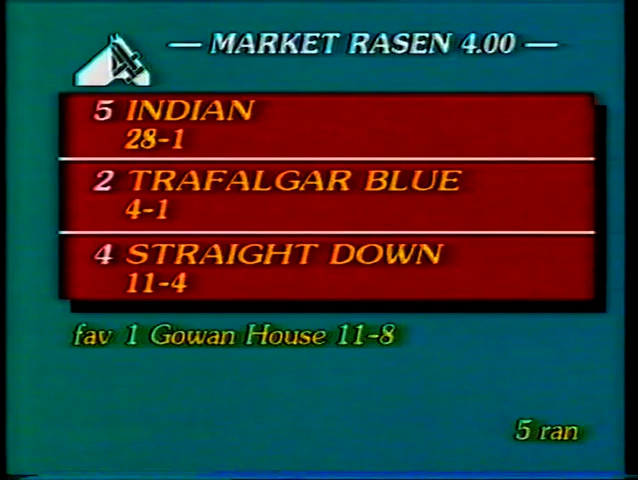 — MARKET RASEN 4.00 —
5 INDIAN
28-1
2 TRAFALGAR BLUE
4-1
4 STRAIGHT DOWN
11-4
fav 1 Gowan House 11-8
5 ran